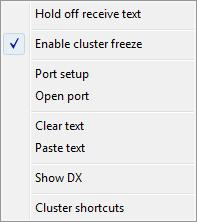 Hold off receive text
Enable cluster freeze
Port setup
Open port
Clear text
Paste text
Show DX
Cluster shortcuts